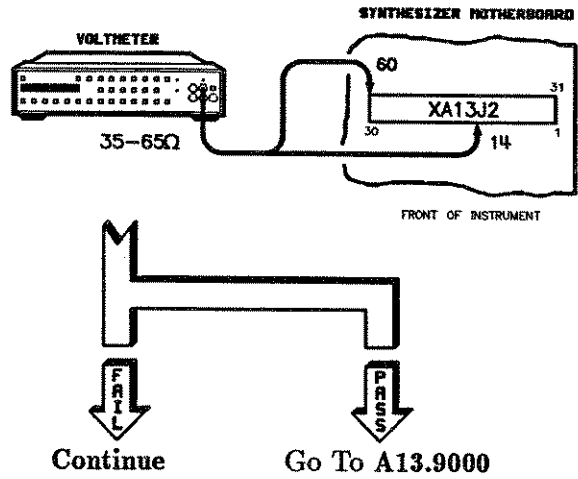 SYNTHESIZER MOTHERBOARD
VOLTMETER
60
31
XA13J2
30
1
35-65Ω
14
FRONT OF INSTRUMENT
FAIL
PASS
Continue
Go To A13.9000